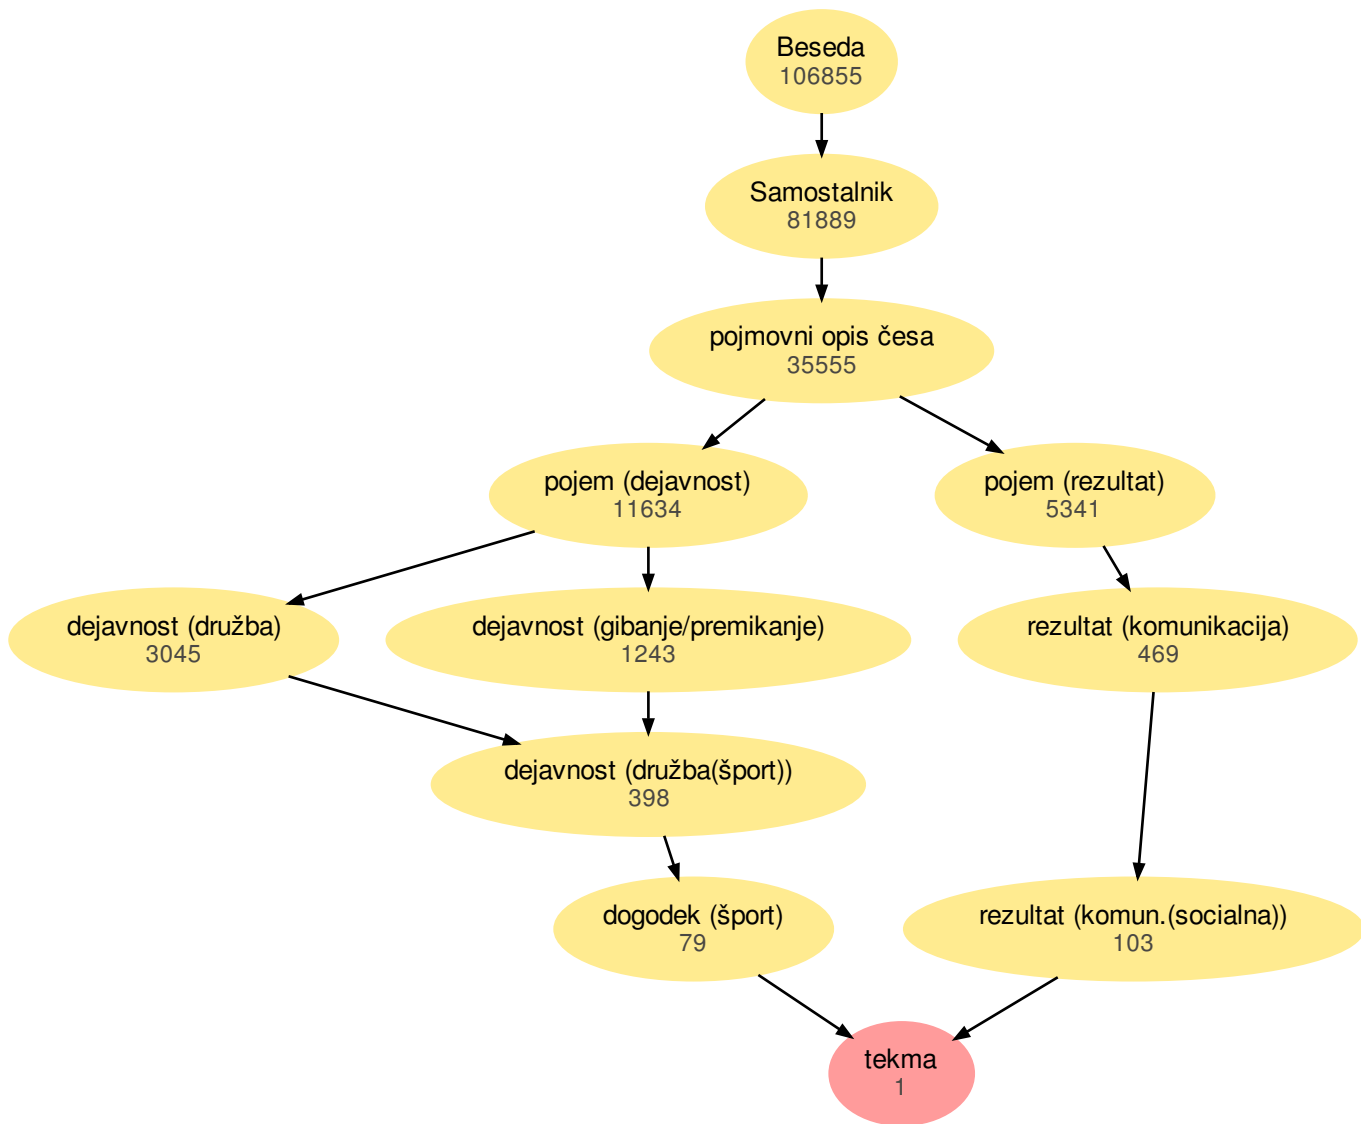 Beseda
106855
Samostalnik
81889
pojmovni opis česa
35555
pojem (dejavnost)
11634
pojem (rezultat)
5341
dejavnost (družba)
3045
dejavnost (gibanje/premikanje)
1243
rezultat (komunikacija)
469
dejavnost (družba(šport))
398
dogodek (šport)
79
rezultat (komun.(socialna))
103
tekma
1